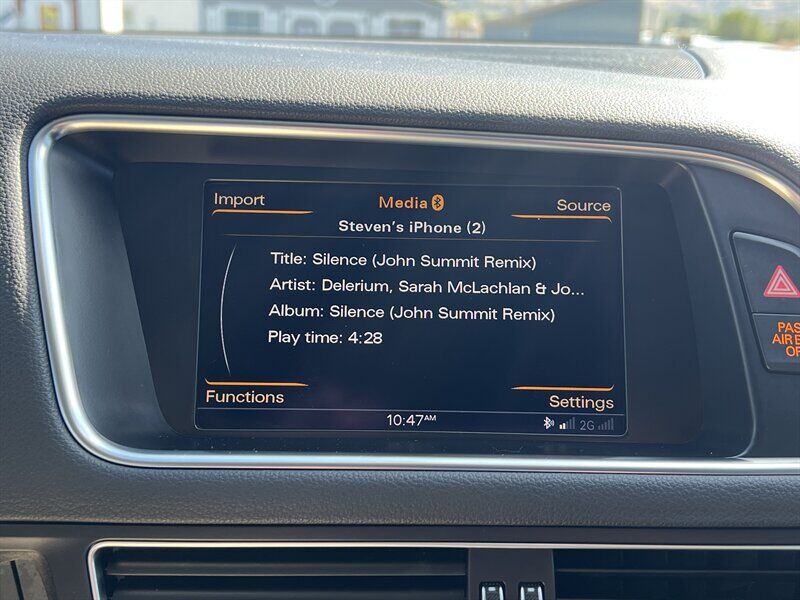 Import Media Source
Steven's iPhone (2)
Title: Silence (John Summit Remix)
Artist: Delerium, Sarah McLachlan & Jo...
Album: Silence (John Summit Remix)
Play time: 4:28
Functions Settings
10:47AM 2G